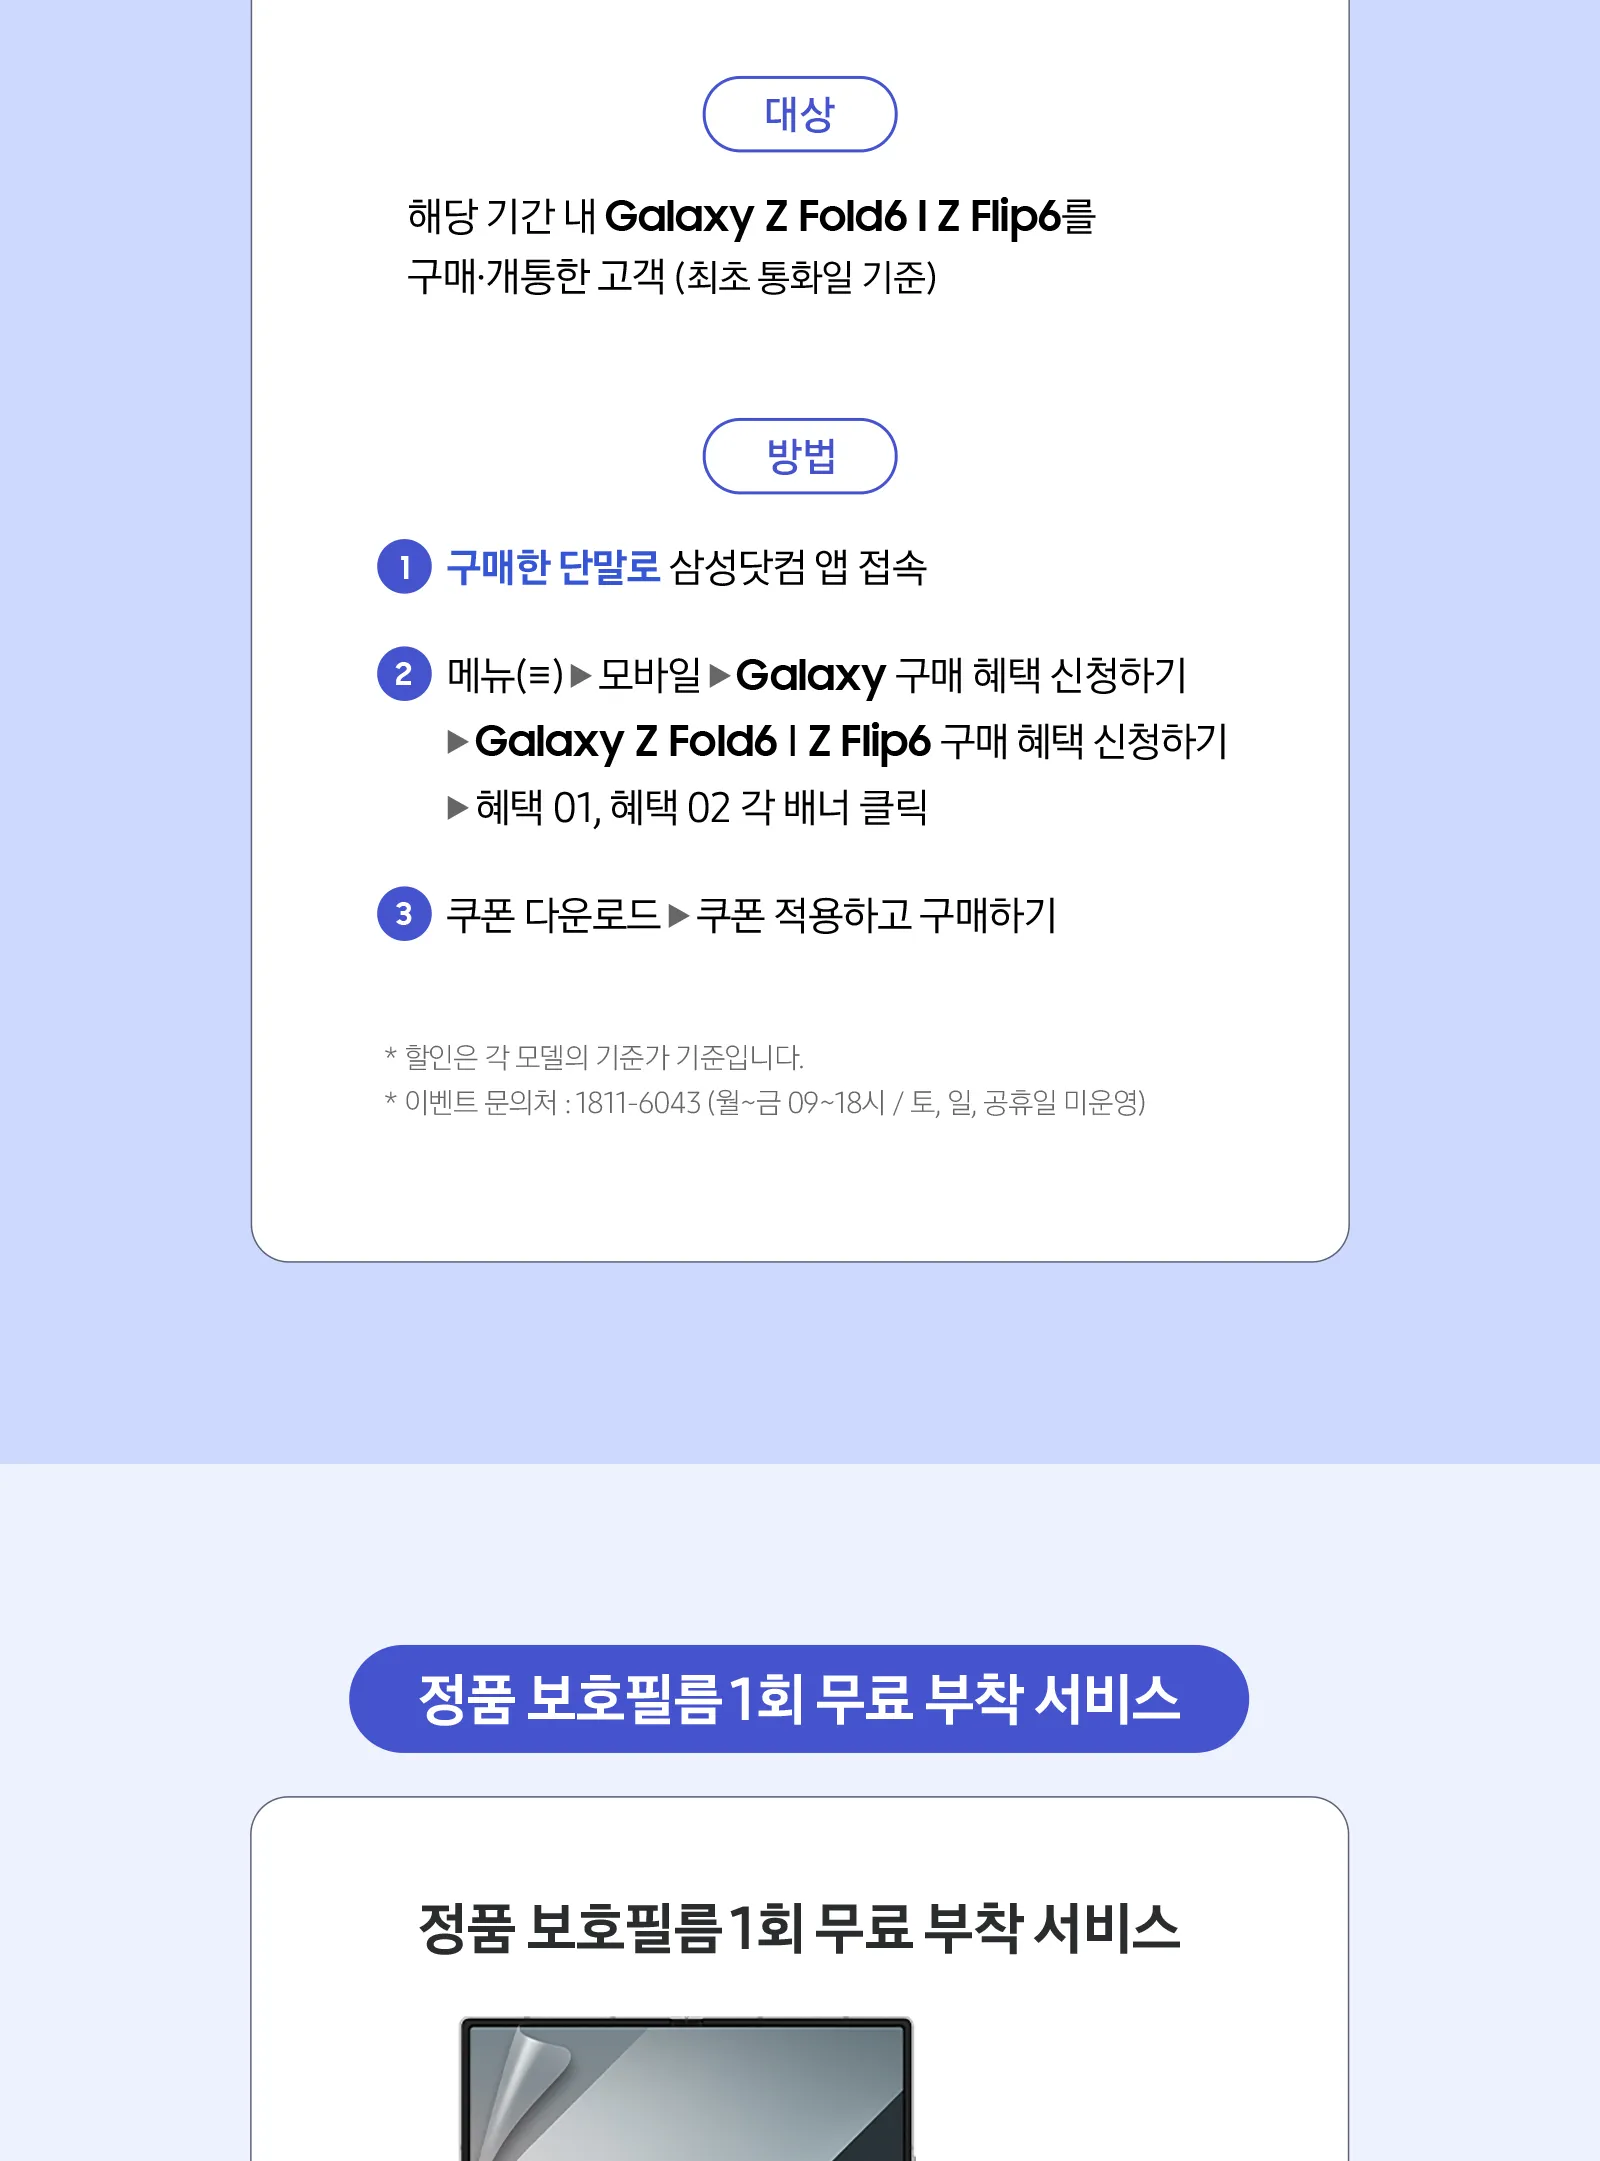 대상
해당 기간 내 Galaxy Z Fold6 I Z Flip6를
구매·개통한 고객 (최초 통화일 기준)
방법
1 구매한 단말로 삼성닷컴 앱 접속
2 메뉴(≡)▶모바일▶Galaxy 구매 혜택 신청하기
▶Galaxy Z Fold6 l Z Flip6 구매 혜택 신청하기
▶혜택 01, 혜택 02 각 배너 클릭
3 쿠폰 다운로드▶쿠폰 적용하고 구매하기
* 할인은 각 모델의 기준가 기준입니다.
* 이벤트 문의처 : 1811-6043 (월~금 09~18시 / 토, 일, 공휴일 미운영)
정품 보호필름 1회 무료 부착 서비스
정품 보호필름 1회 무료 부착 서비스